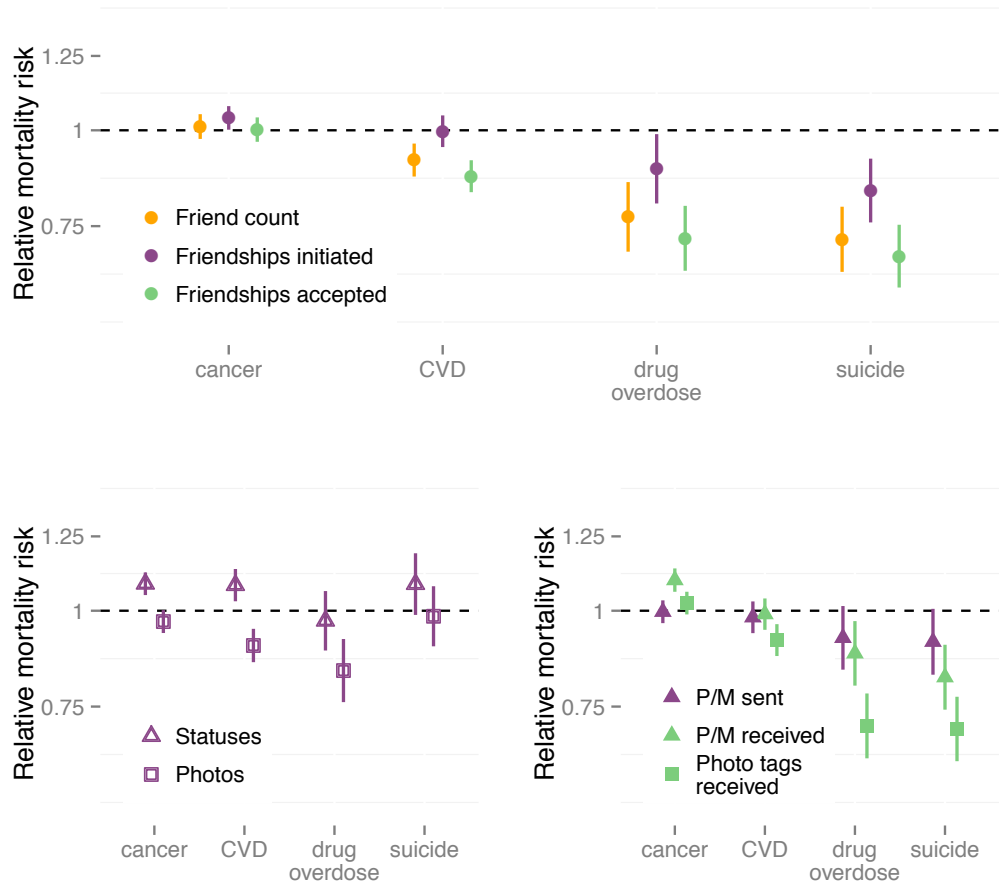 Relative mortality risk
1.25
1
0.75
Friend count
Friendships initiated
Friendships accepted
cancer
CVD
drug
overdose
suicide
Relative mortality risk
1.25
1
0.75
Statuses
Photos
cancer
CVD
drug
overdose
suicide
Relative mortality risk
1.25
1
0.75
P/M sent
P/M received
Photo tags
received
cancer
CVD
drug
overdose
suicide